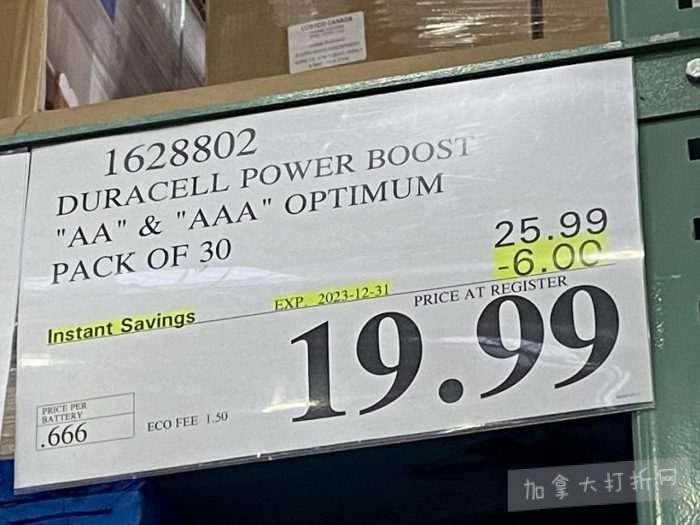 COSTCO CANADA
1628802
DURACELL POWER BOOST
"AA" & "AAA" OPTIMUM
PACK OF 30
25.99
-6.00
Instant Savings
EXP. 2023-12-31
PRICE AT REGISTER
19.99
PRICE PER
BATTERY
.666
ECO FEE 1.50
加拿大打折网